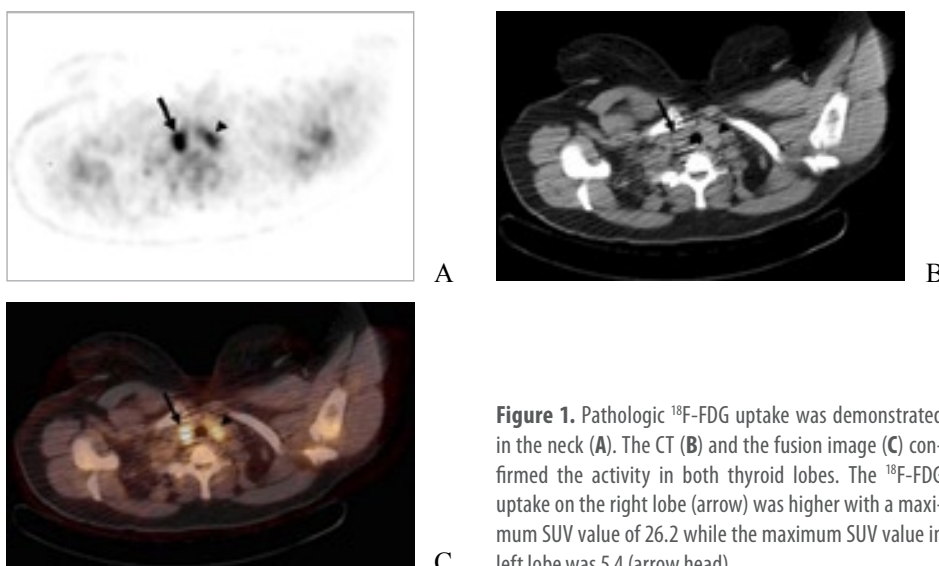 A
B
C
Figure 1. Pathologic ¹⁸F-FDG uptake was demonstrated
in the neck (A). The CT (B) and the fusion image (C) con-
firmed the activity in both thyroid lobes. The ¹⁸F-FDG
uptake on the right lobe (arrow) was higher with a maxi-
mum SUV value of 26.2 while the maximum SUV value in
left lobe was 5.4 (arrow head).